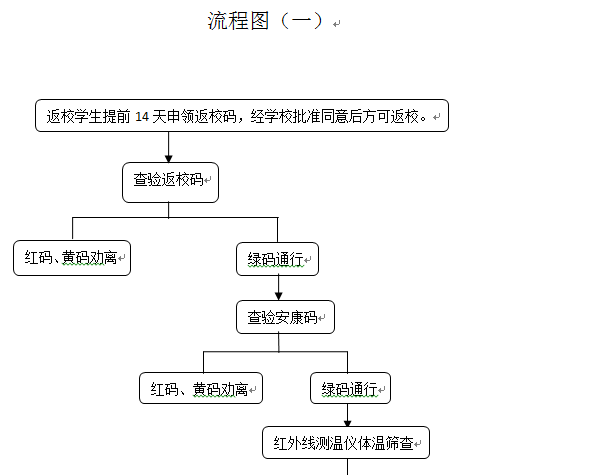 流程图（一）
返校学生提前 14 天申领返校码，经学校批准同意后方可返校。
查验返校码
红码、黄码劝离
绿码通行
查验安康码
红码、黄码劝离
绿码通行
红外线测温仪体温筛查